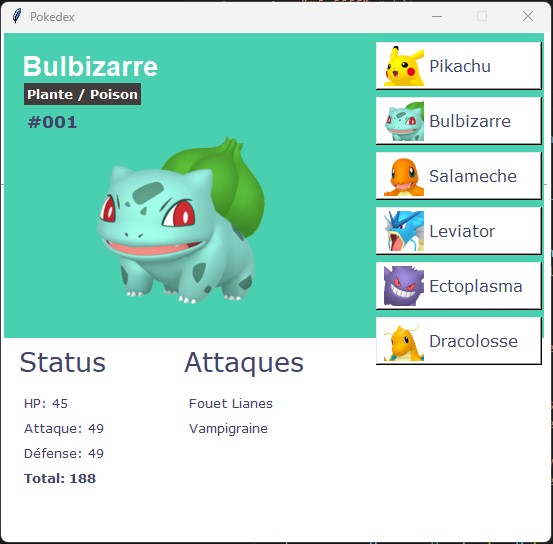 Pokedex
Bulbizarre
Plante / Poison
#001
Pikachu
Bulbizarre
Salameche
Leviator
Ectoplasma
Dracolosse
Status
HP: 45
Attaque: 49
Défense: 49
Total: 188
Attaques
Fouet Lianes
Vampigraine